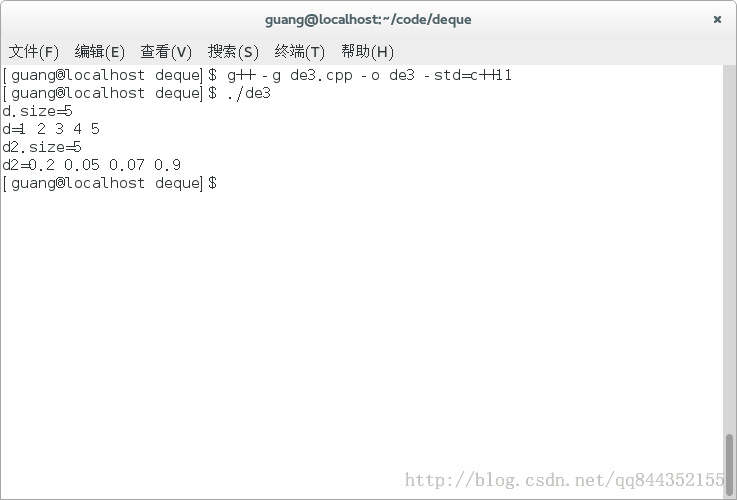 guang@localhost:~/code/deque
文件(F) 编辑(E) 查看(V) 搜索(S) 终端(T) 帮助(H)
[guang@localhost deque]$ g++ -g de3.cpp -o de3 -std=c++11
[guang@localhost deque]$ ./de3
d.size=5
d=1 2 3 4 5
d2.size=5
d2=0.2 0.05 0.07 0.9
[guang@localhost deque]$
http://blog.csdn.net/qq844352155